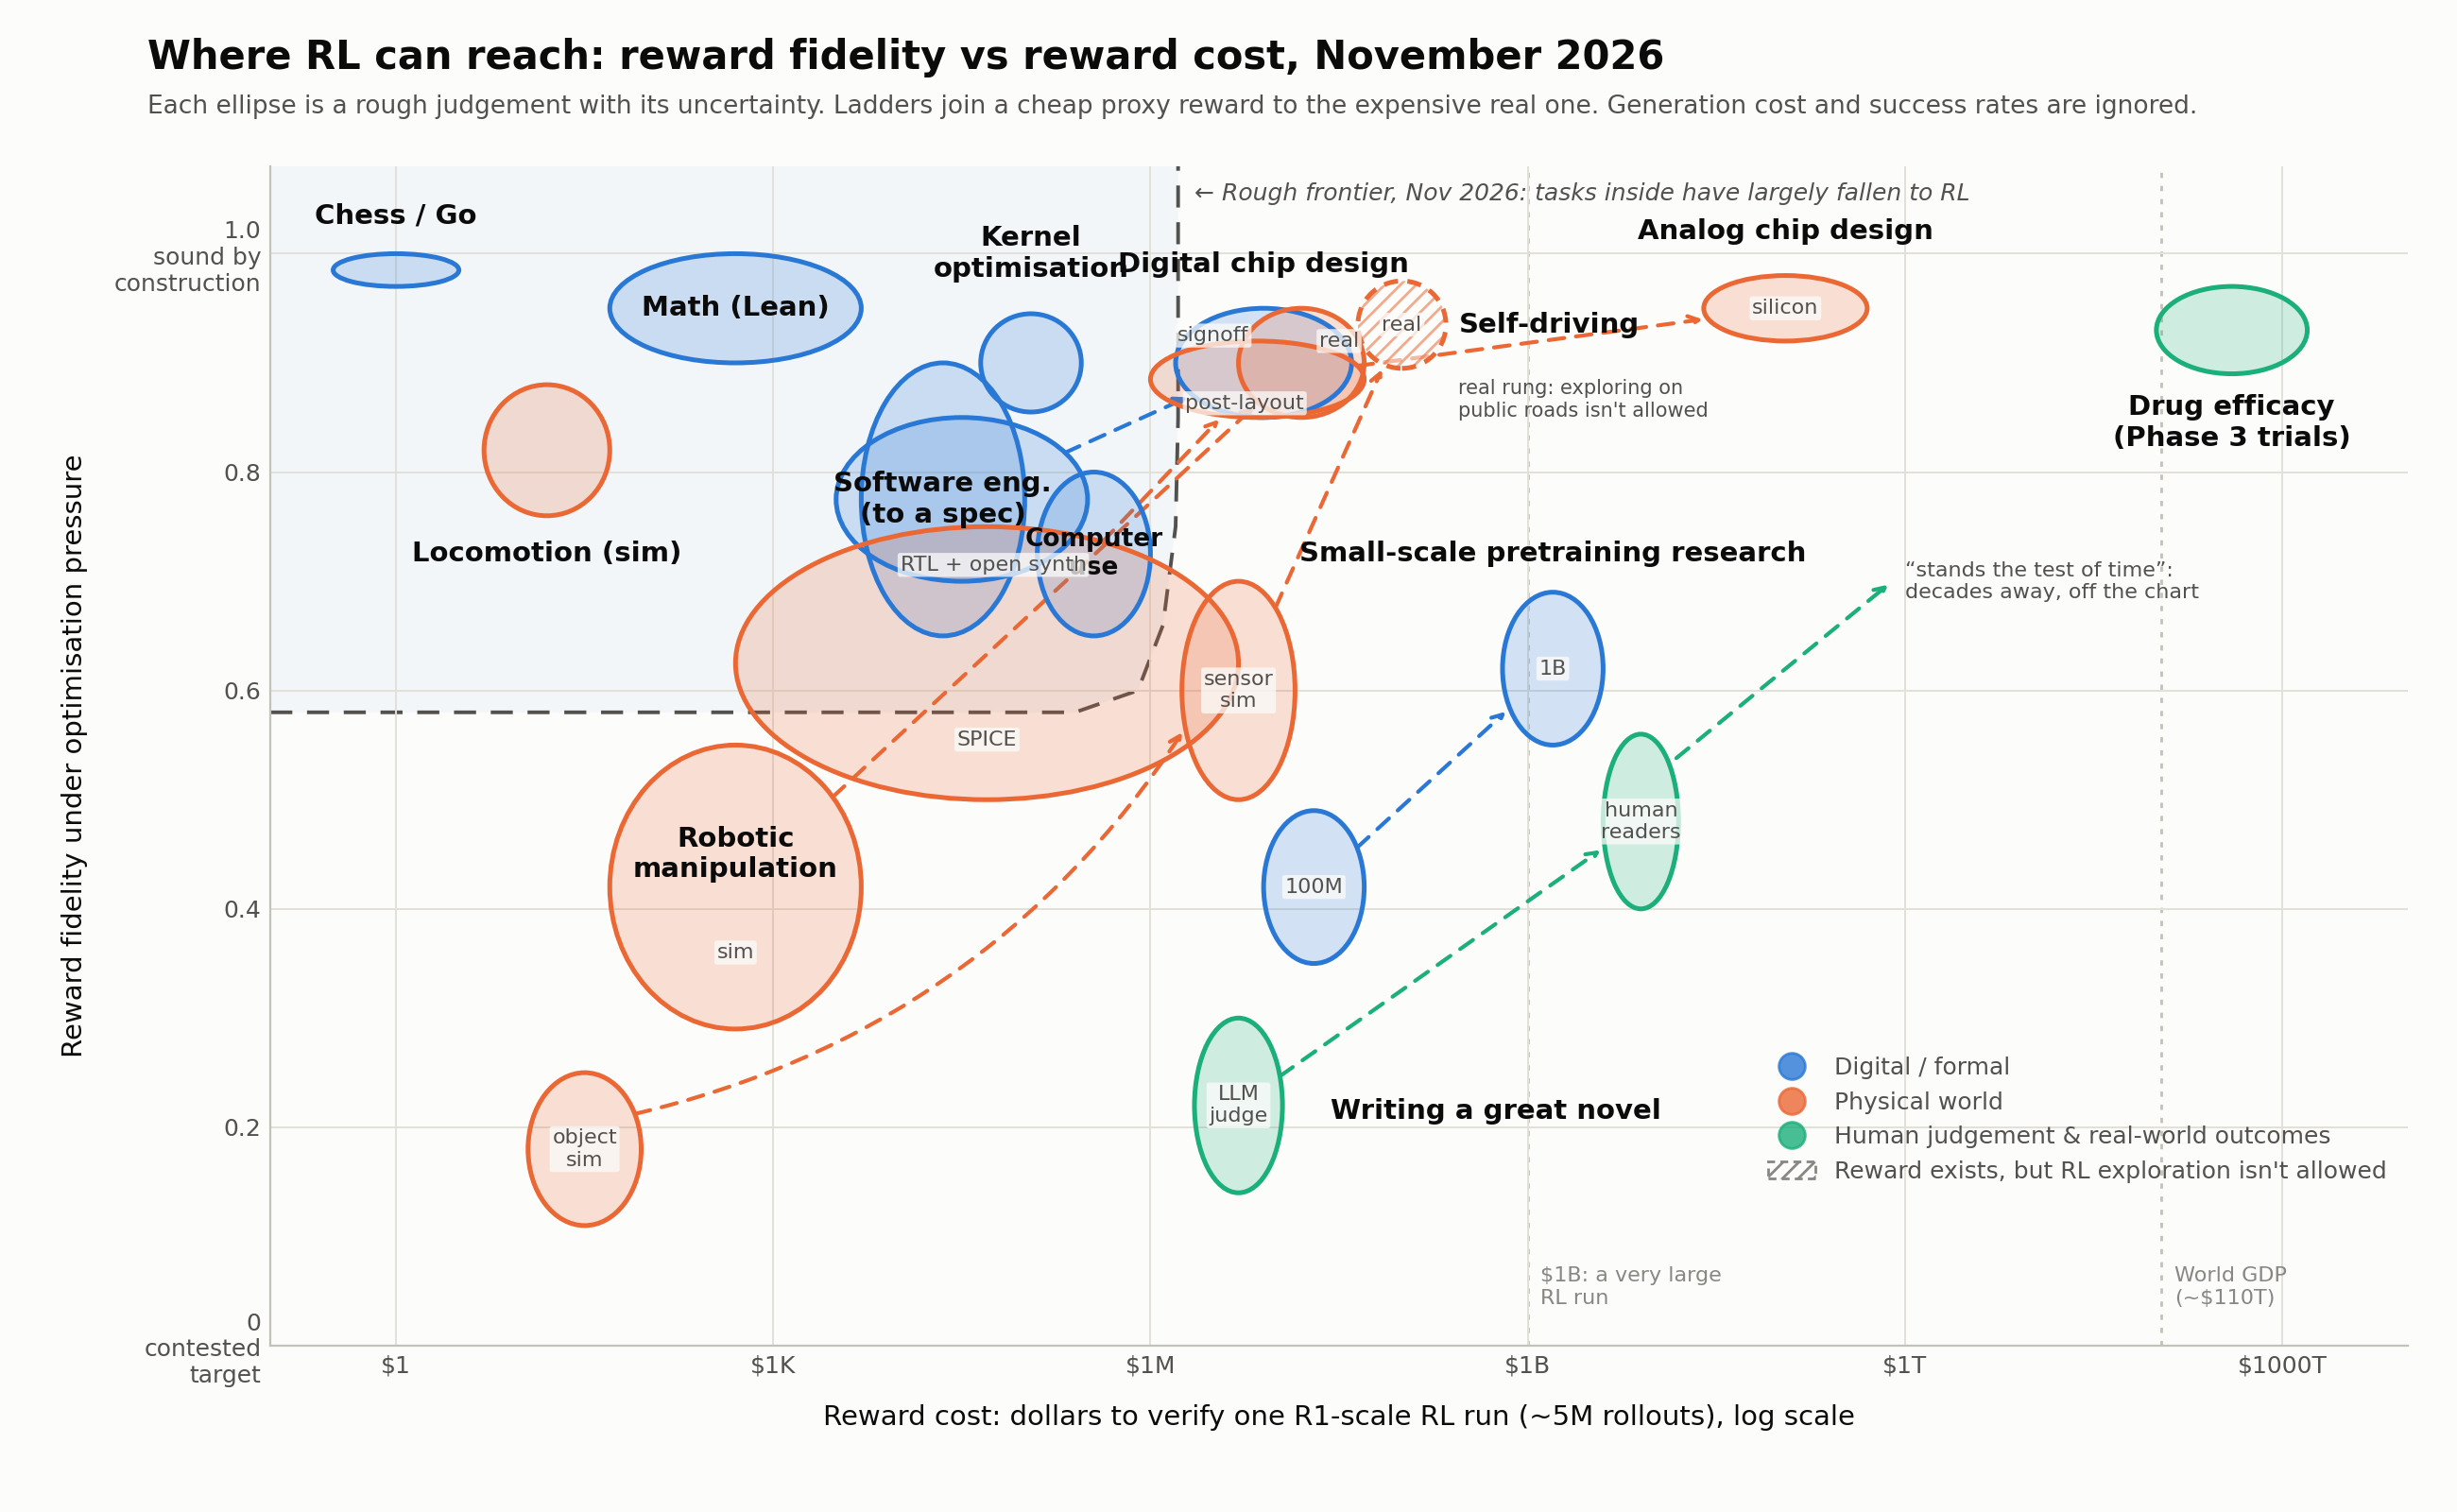 Where RL can reach: reward fidelity vs reward cost, November 2026
Each ellipse is a rough judgement with its uncertainty. Ladders join a cheap proxy reward to the expensive real one. Generation cost and success rates are ignored.
← Rough frontier, Nov 2026: tasks inside have largely fallen to RL
Chess / Go
Analog chip design
Kernel
optimisation
Digital chip design
1.0
sound by
construction
Math (Lean)
silicon
signoff
real
real
Self-driving
real rung: exploring on
public roads isn't allowed
post-layout
Drug efficacy
(Phase 3 trials)
0.8
Software eng.
(to a spec)
Computer
use
RTL + open synth
Locomotion (sim)
Small-scale pretraining research
“stands the test of time”:
decades away, off the chart
1B
0.6
sensor
sim
SPICE
Robotic
manipulation
human
readers
100M
0.4
sim
LLM
judge
Writing a great novel
0.2
object
sim
Digital / formal
Physical world
Human judgement & real-world outcomes
Reward exists, but RL exploration isn't allowed
$1B: a very large
RL run
World GDP
(~$110T)
0
contested
target
Reward fidelity under optimisation pressure
$1
$1K
$1M
$1B
$1T
$1000T
Reward cost: dollars to verify one R1-scale RL run (~5M rollouts), log scale